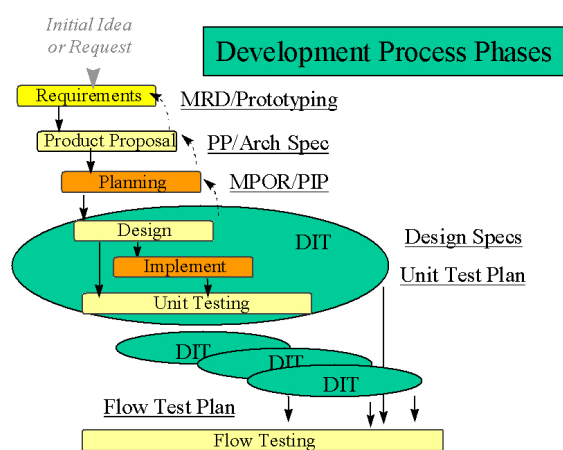 Initial Idea
or Request
Development Process Phases
Requirements
MRD/Prototyping
Product Proposal
PP/Arch Spec
Planning
MPOR/PIP
Design
DIT
Design Specs
Implement
Unit Test Plan
Unit Testing
DIT
DIT
DIT
Flow Test Plan
Flow Testing